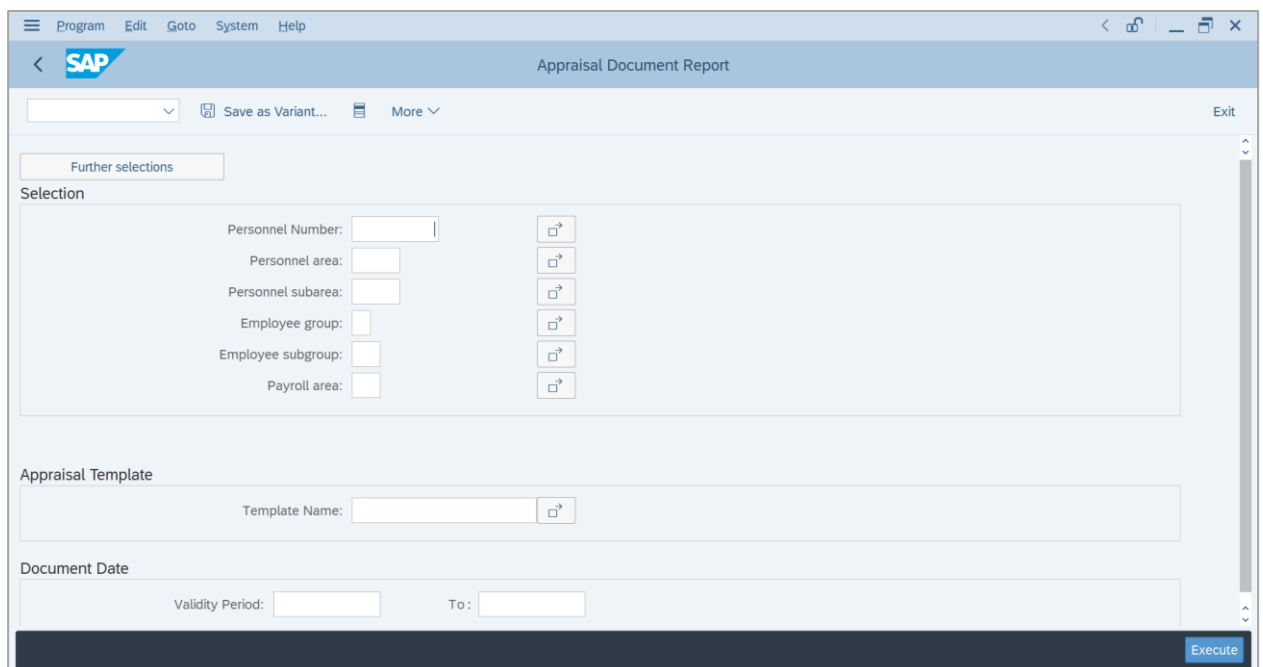 Program Edit Goto System Help
SAP Appraisal Document Report
Save as Variant... More Exit
Further selections
Selection
Personnel Number:
Personnel area:
Personnel subarea:
Employee group:
Employee subgroup:
Payroll area:
Appraisal Template
Template Name:
Document Date
Validity Period: To :
Execute